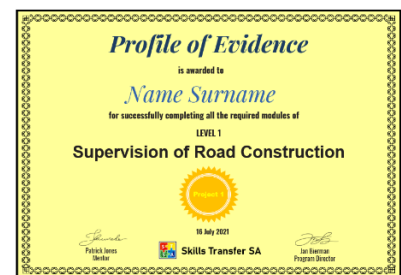 Profile of Evidence
is awarded to
Name Surname
for successfully completing all the required modules of
LEVEL 1
Supervision of Road Construction
Project 1
16 July 2021
Patrick Jones
Mentor
Skills Transfer SA
Jan Bierman
Program Director